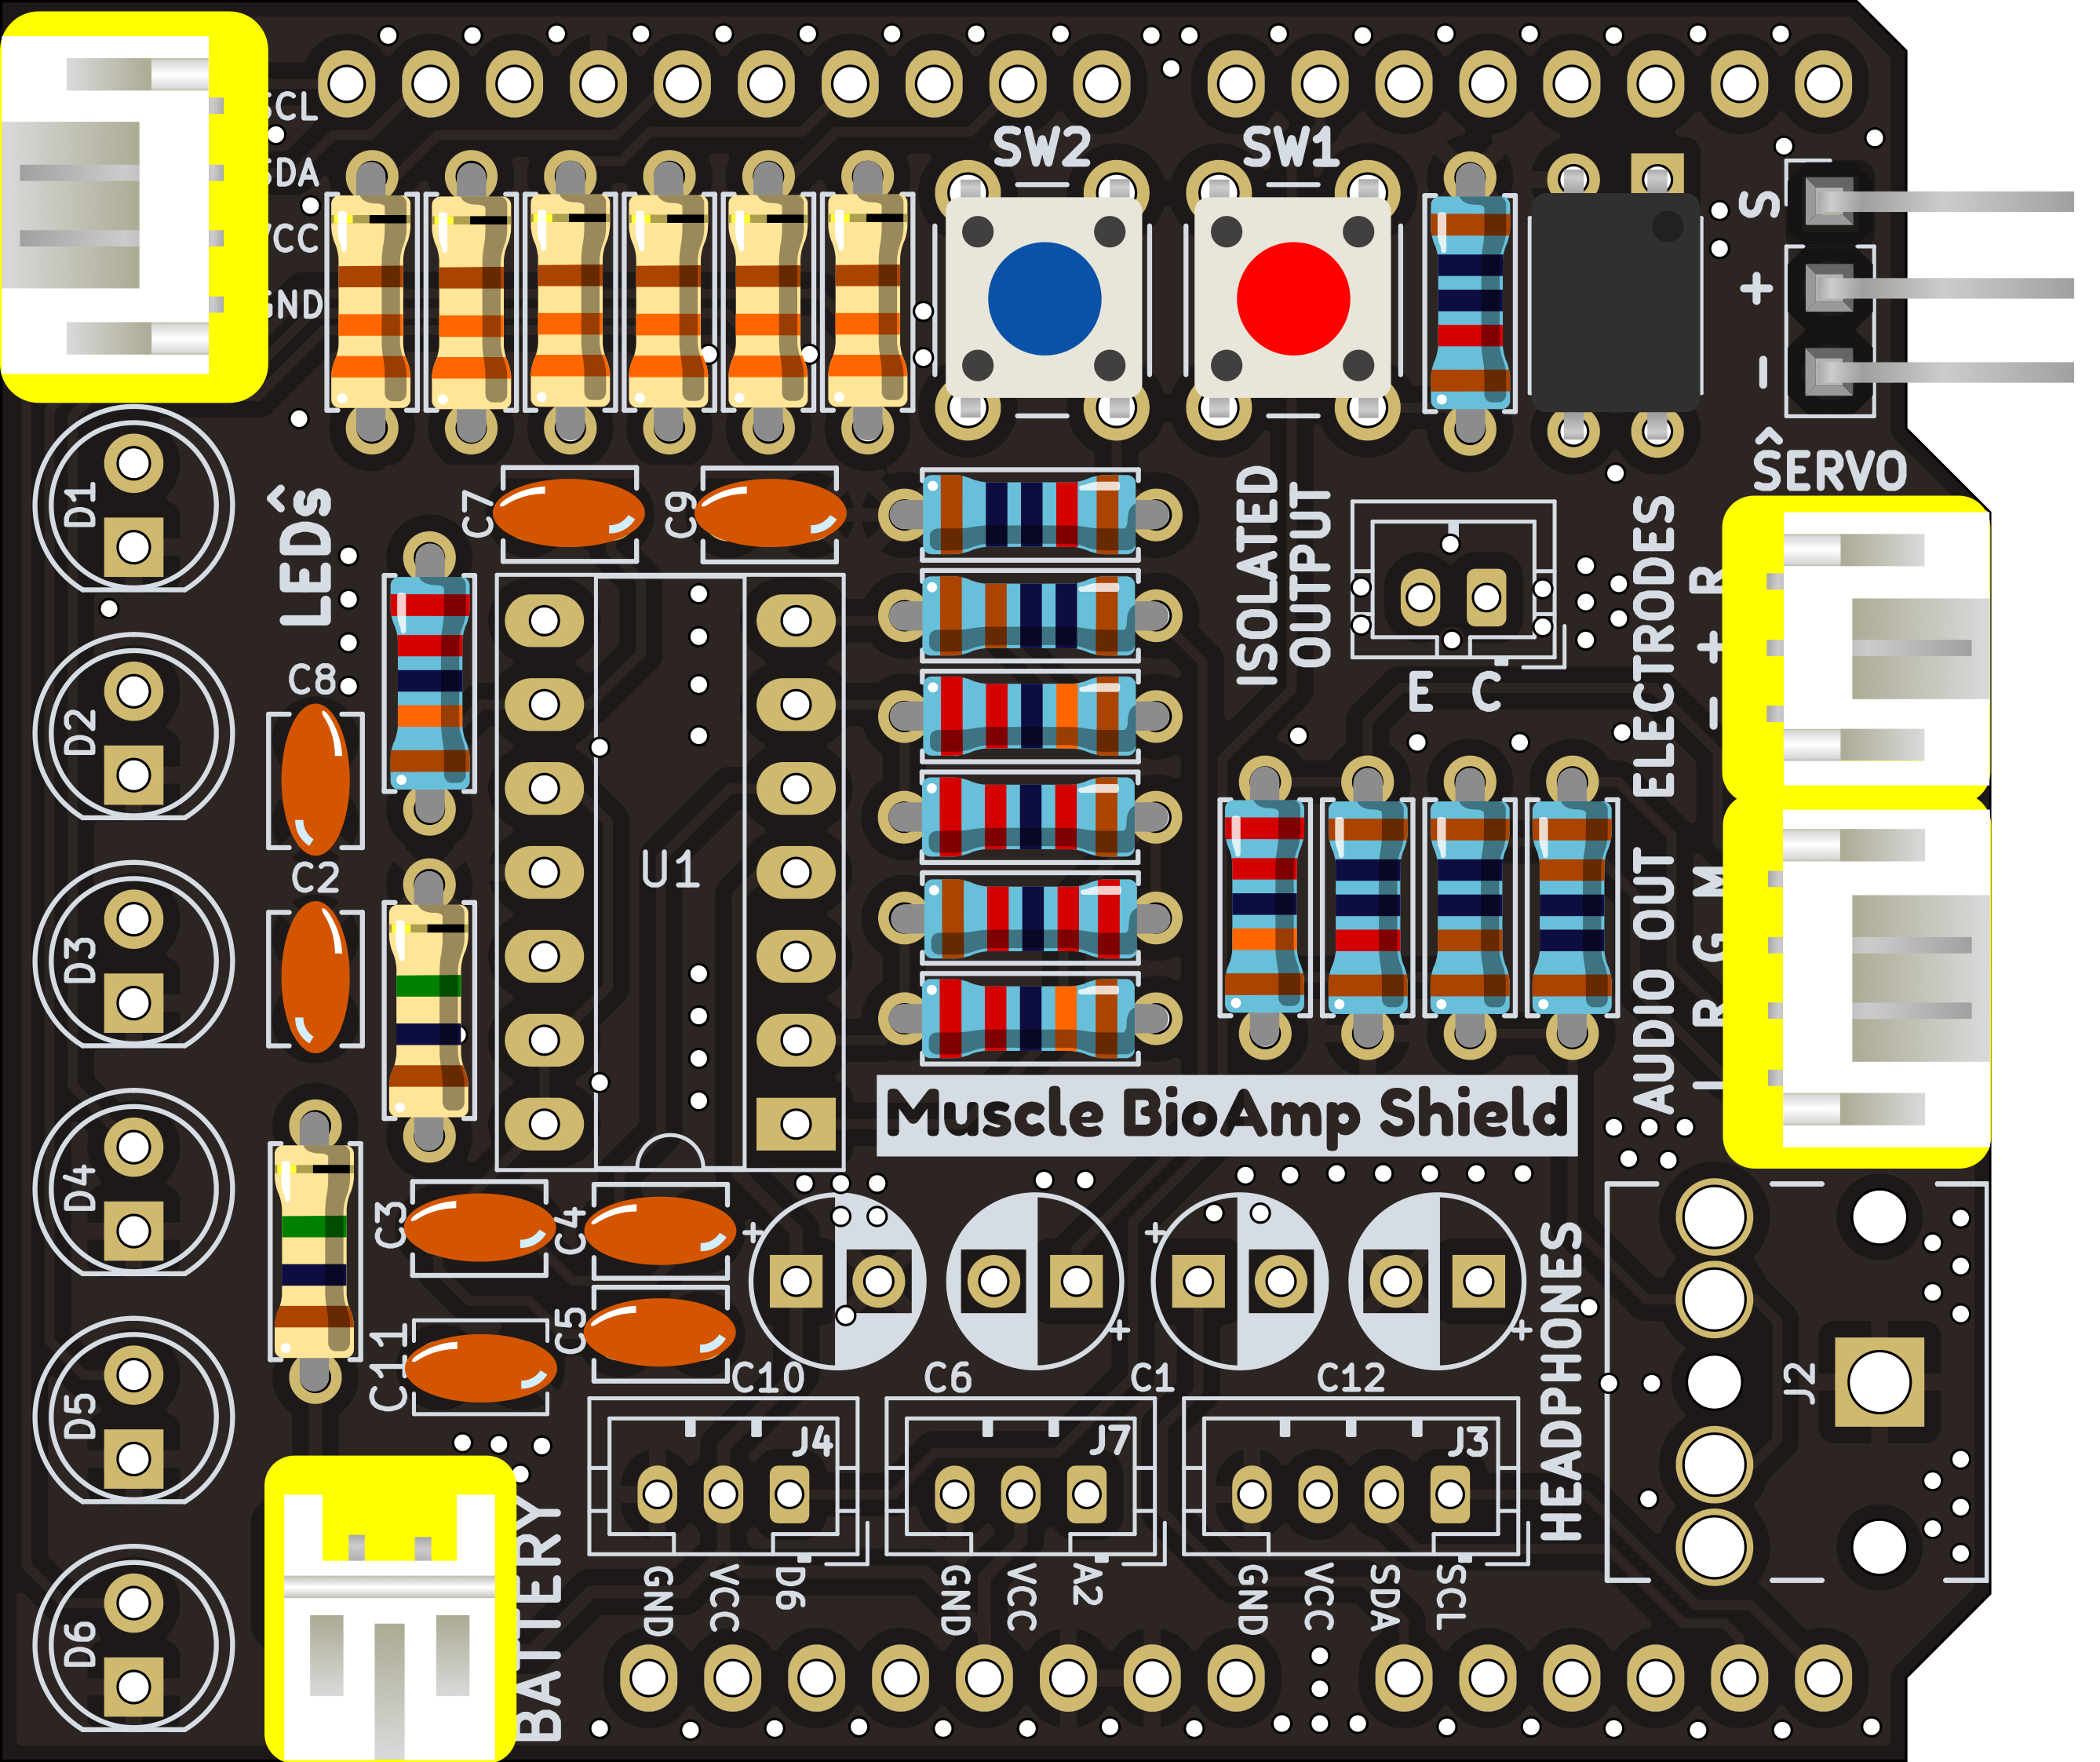 SCL
SDA
VCC
GND
SW2
SW1
S
+
-
SERVO
D1
LEDs
C7
C9
ISOLATED
OUTPUT
ELECTRODES
- + R
E C
D2
C8
C2
U1
D3
AUDIO OUT
R G M
Muscle BioAmp Shield
D4
C3
C4
+
+
+
+
C11
C5
C10
C6
C1
C12
HEADPHONES
J2
D5
J4
J7
J3
BATTERY
GND
VCC
D6
GND
VCC
A2
GND
VCC
SDA
SCL
D6